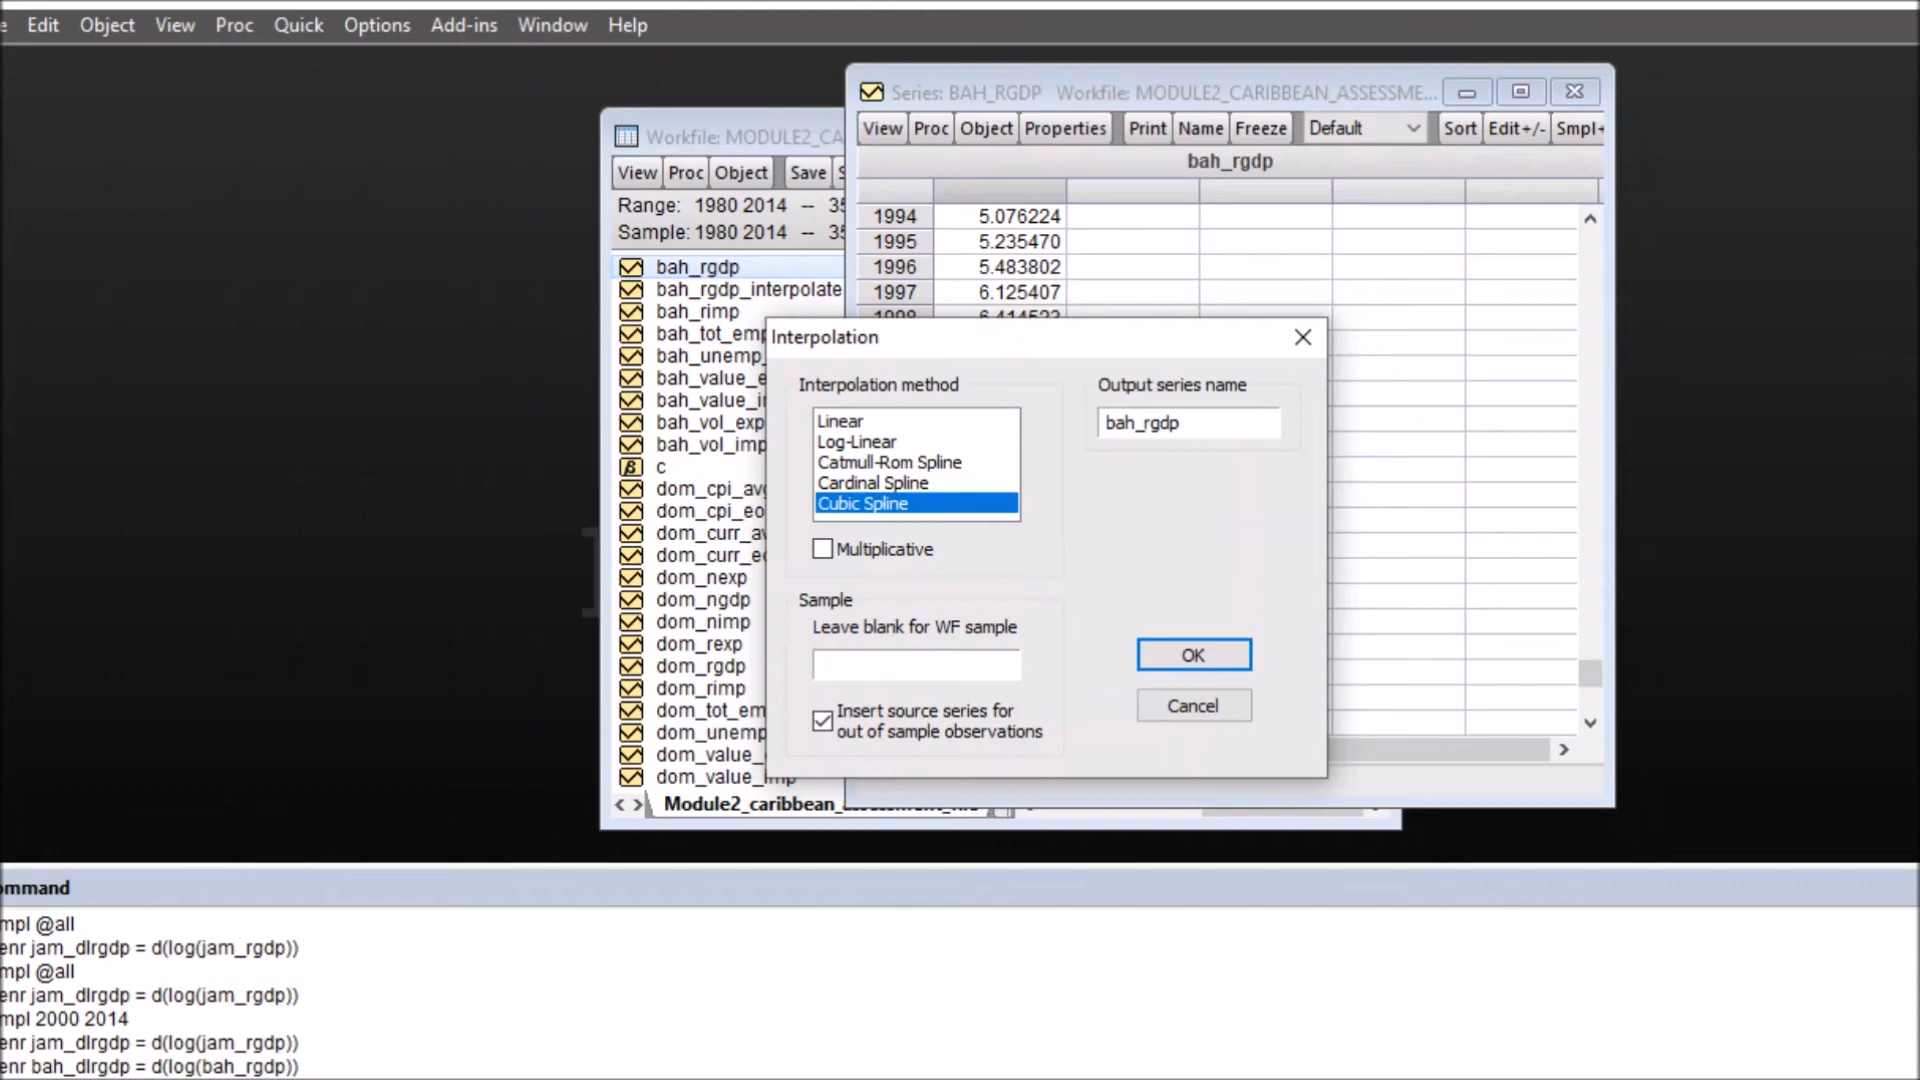 Edit Object View Proc Quick Options Add-ins Window Help
Series: BAH_RGDP Workfile: MODULE2_CARIBBEAN_ASSESSME...
View Proc Object Properties Print Name Freeze Default Sort Edit+/- Smpl+
bah_rgdp
1994 5.076224
1995 5.235470
1996 5.483802
1997 6.125407
Workfile: MODULE2_CA
View Proc Object Save
Range: 1980 2014 -- 35
Sample: 1980 2014 -- 35
bah_rgdp
bah_rgdp_interpolate
bah_rimp
bah_tot_emp
bah_unemp_
bah_value_e
bah_value_i
bah_vol_exp
bah_vol_imp
c
dom_cpi_avg
dom_cpi_eo
dom_curr_av
dom_curr_eo
dom_nexp
dom_ngdp
dom_nimp
dom_rexp
dom_rgdp
dom_rimp
dom_tot_em
dom_unemp
dom_value_
dom_value_imp
Module2_caribbean_
Interpolation
Interpolation method
Linear
Log-Linear
Catmull-Rom Spline
Cardinal Spline
Cubic Spline
Multiplicative
Output series name
bah_rgdp
Sample
Leave blank for WF sample
Insert source series for
out of sample observations
OK
Cancel
ommand
mpl @all
enr jam_dlrgdp = d(log(jam_rgdp))
mpl @all
enr jam_dlrgdp = d(log(jam_rgdp))
mpl 2000 2014
enr jam_dlrgdp = d(log(jam_rgdp))
enr bah_dlrgdp = d(log(bah_rgdp))